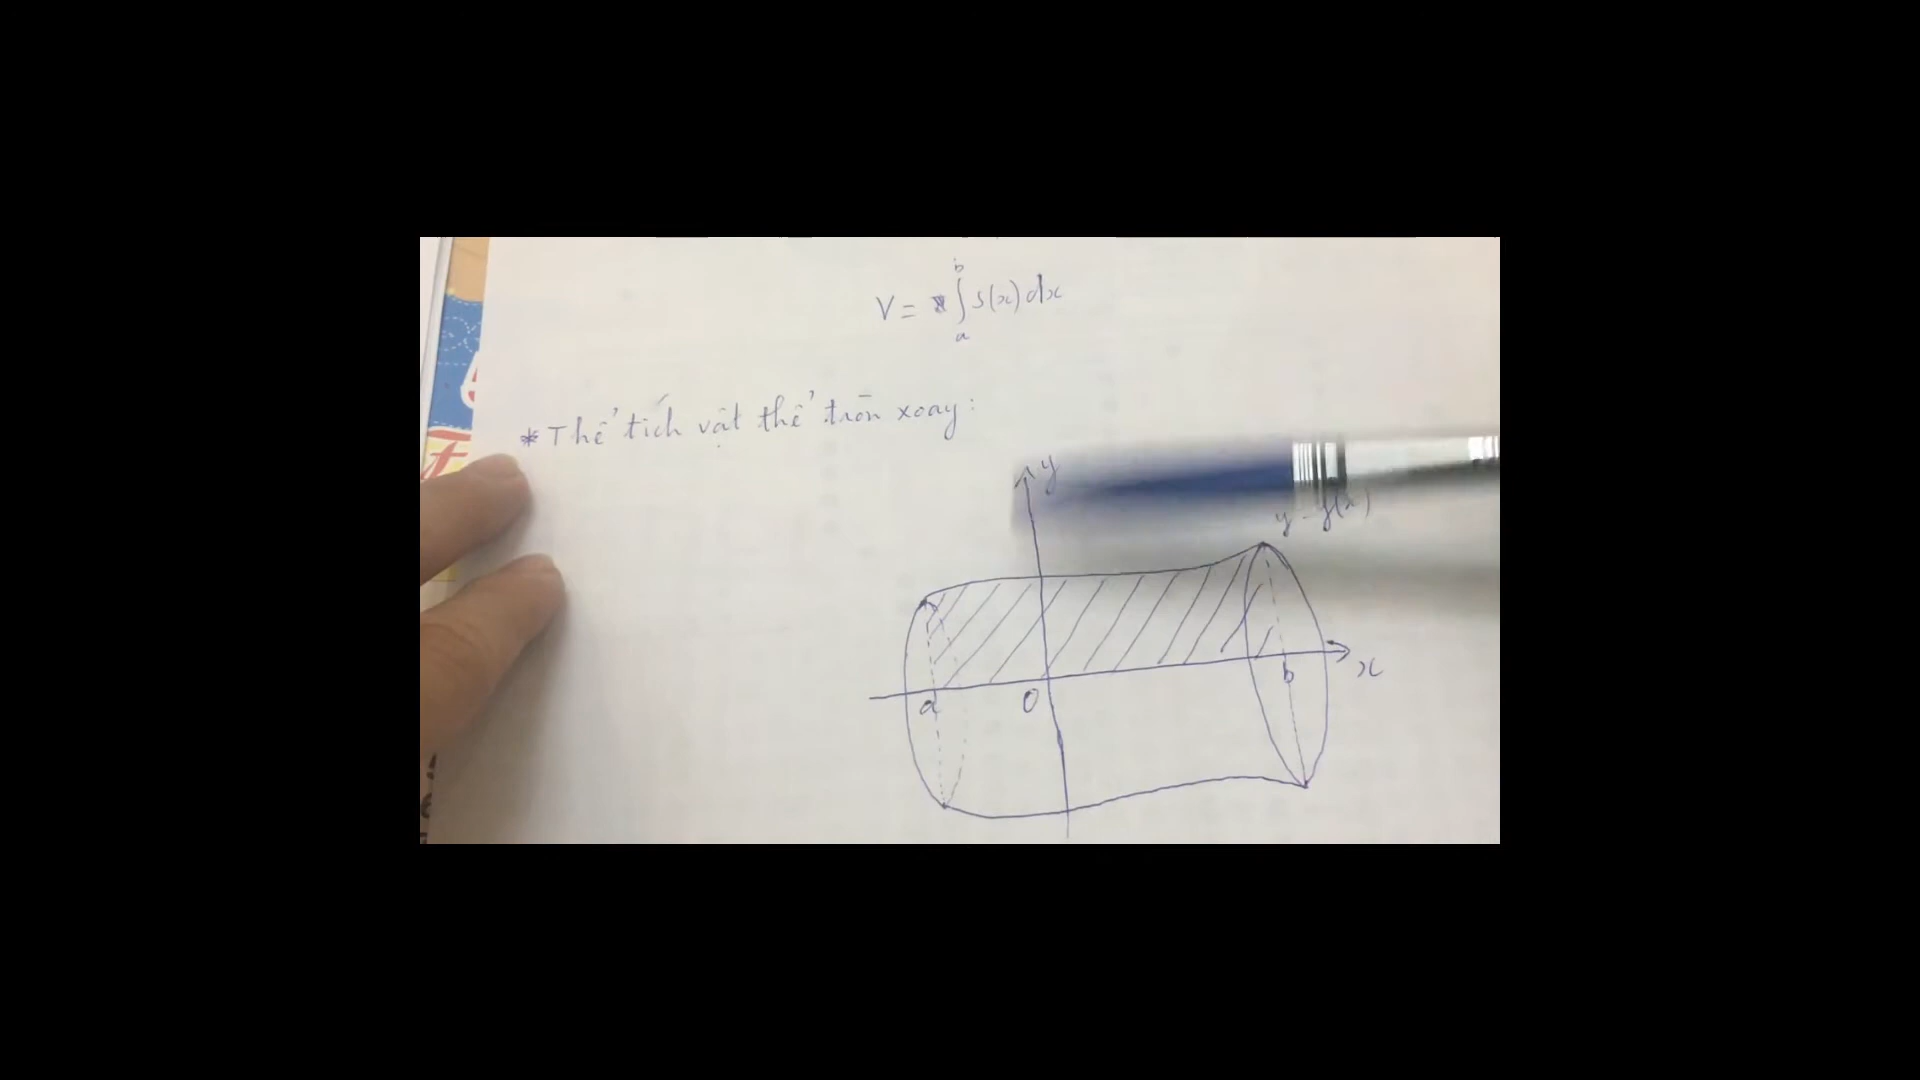 b
V = ∫ S(x) dx
a
* Thể tích vật thể tròn xoay:
y
y = f(x)
x
a
O
b